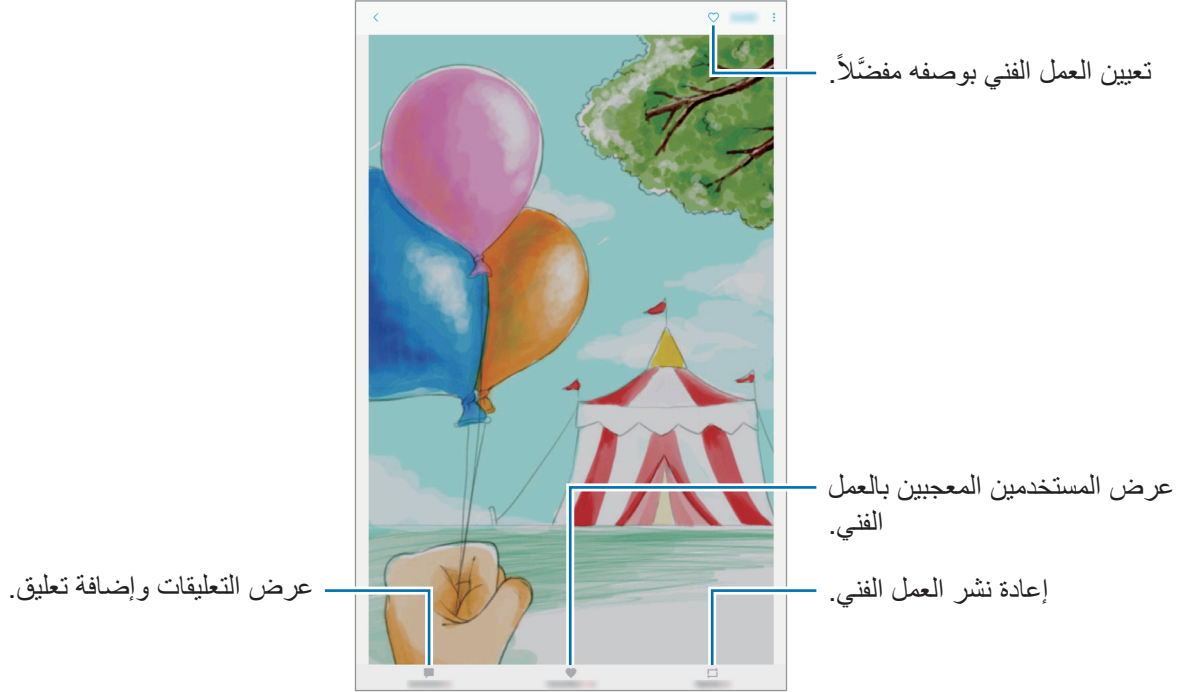 تعيين العمل الفني بوصفه مفضَّلاً.
عرض المستخدمين المعجبين بالعمل
الفني.
إعادة نشر العمل الفني.
عرض التعليقات وإضافة تعليق.